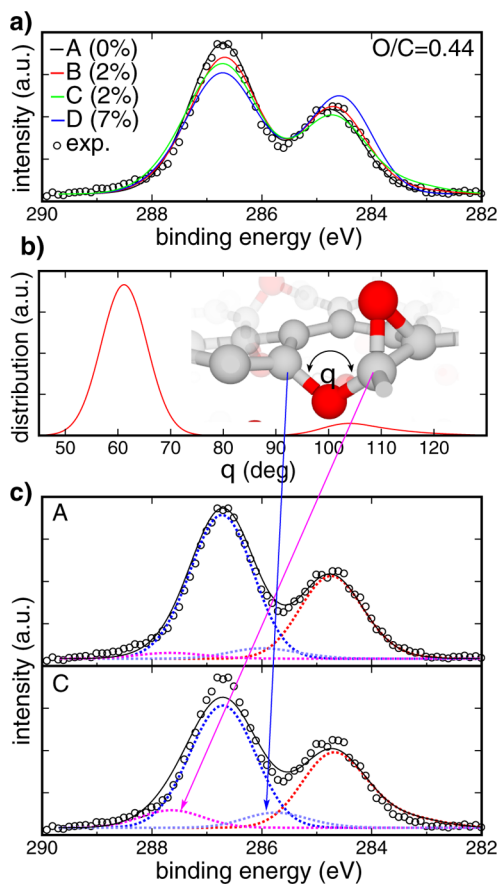 a)
A (0%)
B (2%)
C (2%)
D (7%)
exp.
O/C=0.44
intensity (a.u.)
290 288 286 284 282
binding energy (eV)
b)
distribution (a.u.)
q
50 60 70 80 90 100 110 120
q (deg)
c)
A
C
intensity (a.u.)
290 288 286 284 282
binding energy (eV)